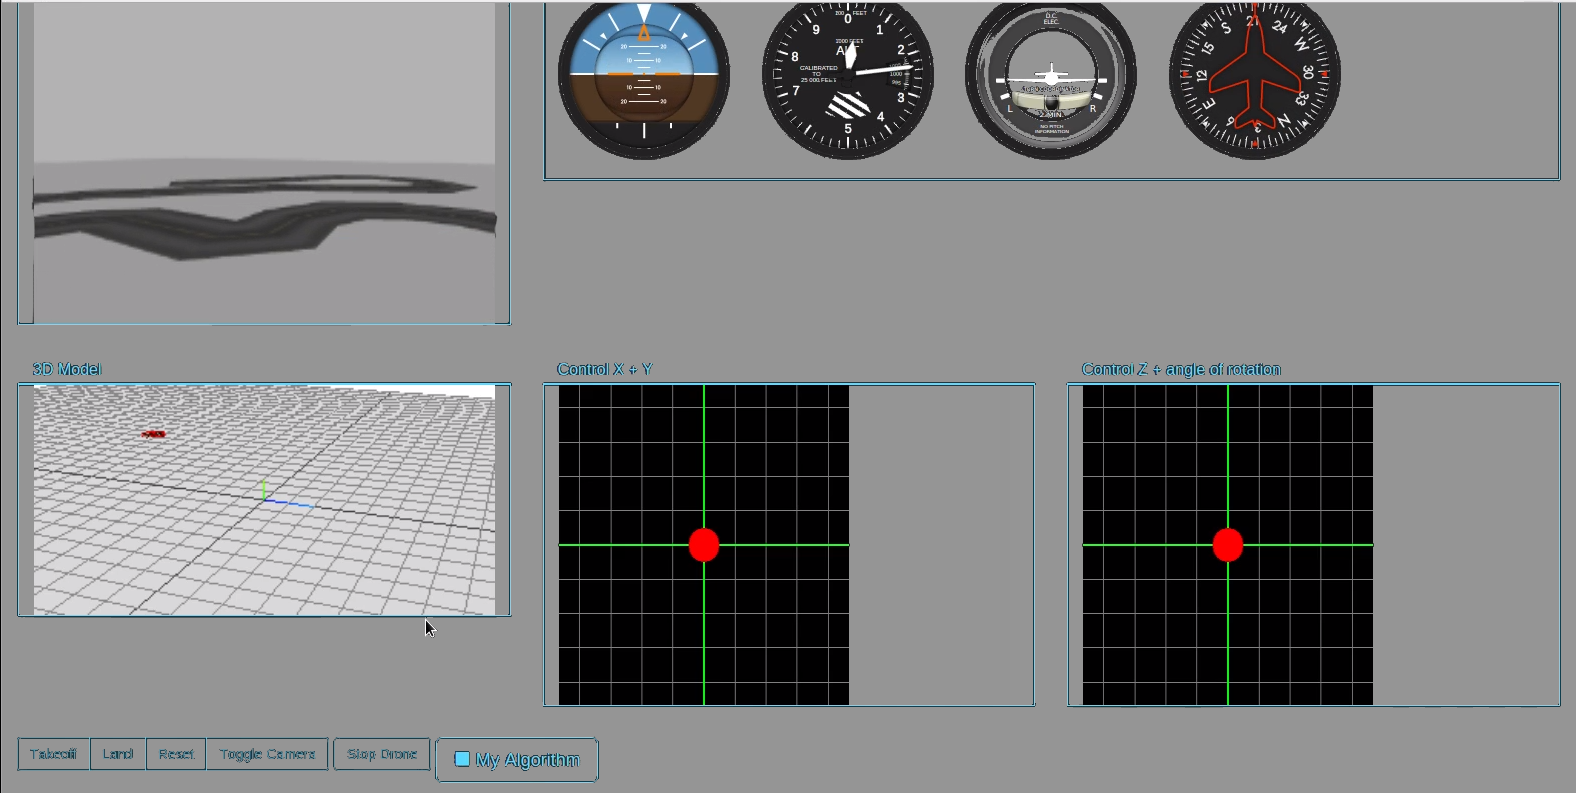 20 20
10 10
10 10
20 20
0
100 FEET
9 1
8 2
7 3
6 4
5
1000 FEET
ALT
CALIBRATED
TO
25 000 FEET
1000
D.C.
ELEC.
L R
2 MIN.
NO PITCH
INFORMATION
S 21 24 W 30 33 N 3 6 E 12 15
3D Model
Control X + Y
Control Z + angle of rotation
Takeoff
Land
Reset
Toggle Camera
Stop Drone
My Algorithm